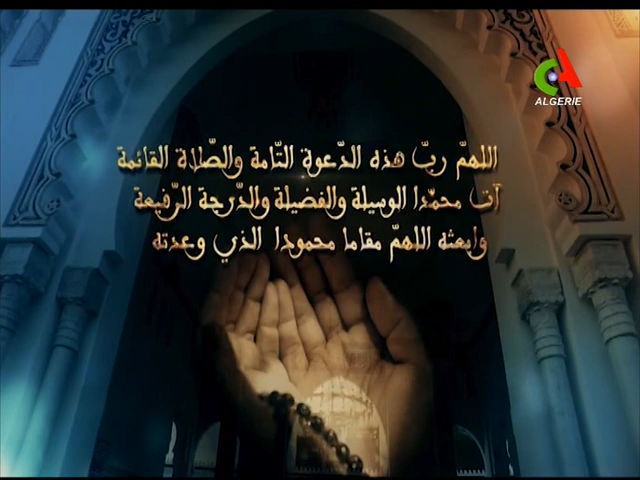 ALGERIE
اللهمّ ربّ هذه الدّعوة التّامة والصّلاة القائمة
آت محمّدا الوسيلة والفضيلة والدّرجة الرّفيعة
وابعثه اللهمّ مقاما محمودا الذي وعدته